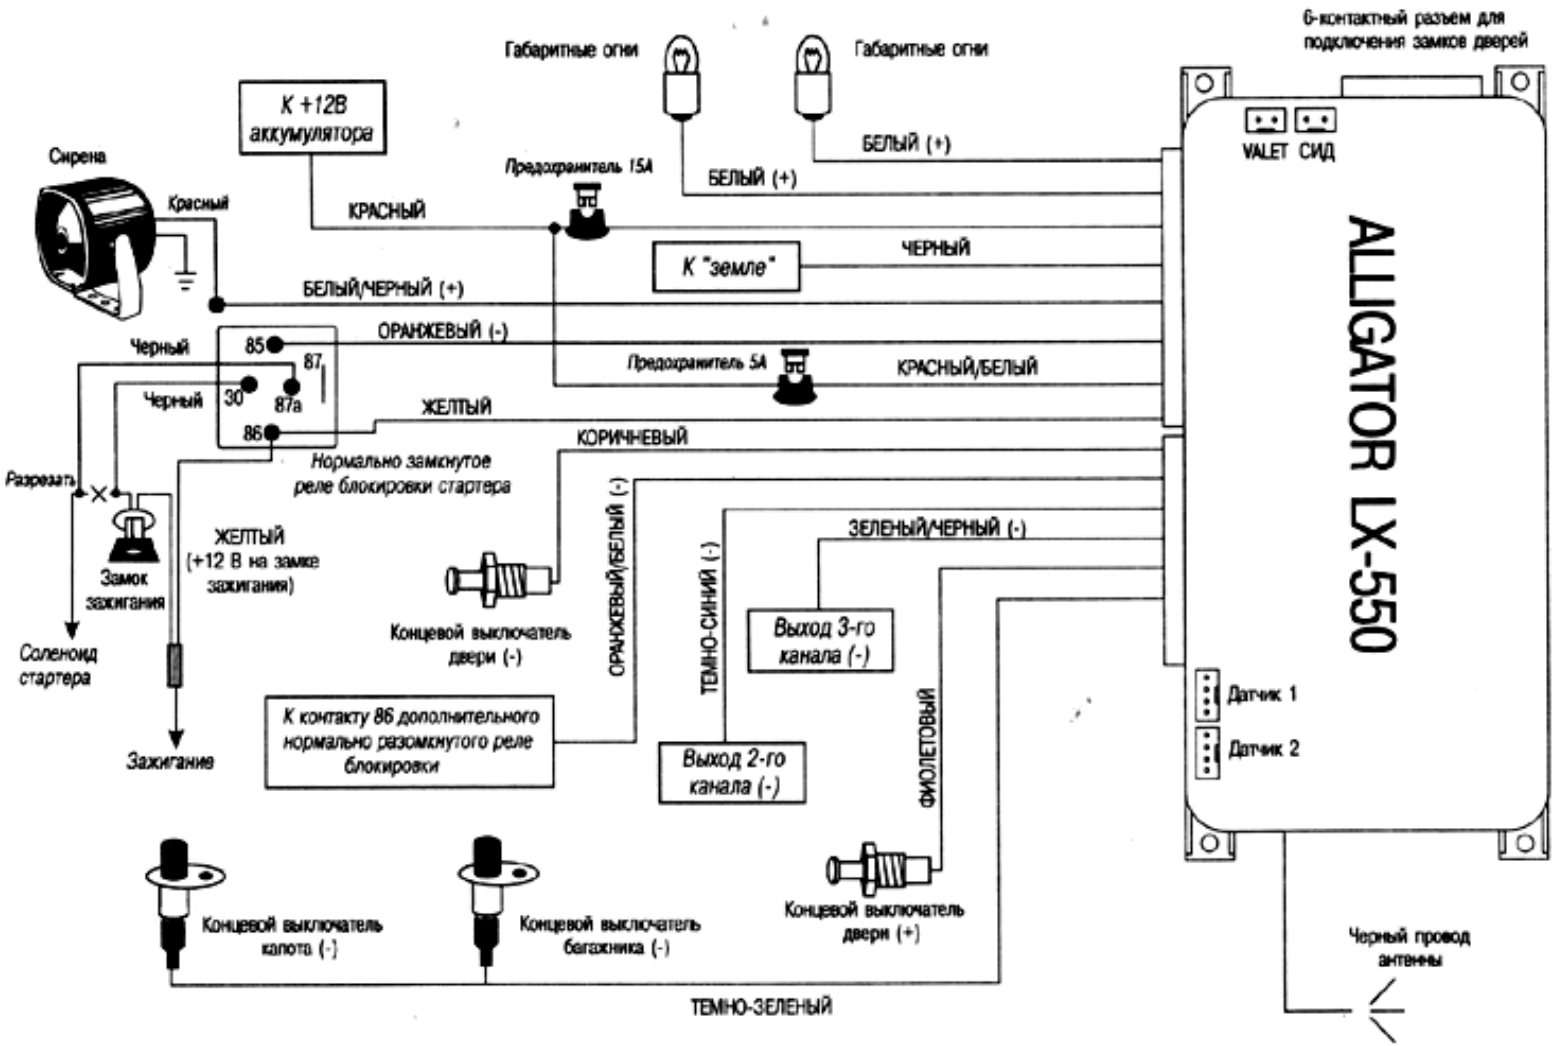 6-контактный разъем для
подключения замков дверей
Габаритные огни
Габаритные огни
К +12В
аккумулятора
VALET СИД
БЕЛЫЙ (+)
БЕЛЫЙ (+)
Сирена
Предохранитель 15А
Красный
КРАСНЫЙ
ЧЕРНЫЙ
К "земле"
БЕЛЫЙ/ЧЕРНЫЙ (+)
ОРАНЖЕВЫЙ (-)
Черный
85
87
Предохранитель 5А
КРАСНЫЙ/БЕЛЫЙ
Черный
30
87а
ЖЕЛТЫЙ
86
КОРИЧНЕВЫЙ
Нормально замкнутое
реле блокировки стартера
Разрезать
ALLIGATOR LX-550
ЖЕЛТЫЙ
(+12 В на замке
зажигания)
Замок
зажигания
ОРАНЖЕВЫЙ/БЕЛЫЙ (-)
ТЕМНО-СИНИЙ (-)
ЗЕЛЕНЫЙ/ЧЕРНЫЙ (-)
Концевой выключатель
двери (-)
Выход 3-го
канала (-)
Соленоид
стартера
Датчик 1
Датчик 2
К контакту 86 дополнительного
нормально разомкнутого реле
блокировки
Выход 2-го
канала (-)
ФИОЛЕТОВЫЙ
Зажигание
Концевой выключатель
капота (-)
Концевой выключатель
багажника (-)
Концевой выключатель
двери (+)
Черный провод
антенны
ТЕМНО-ЗЕЛЕНЫЙ